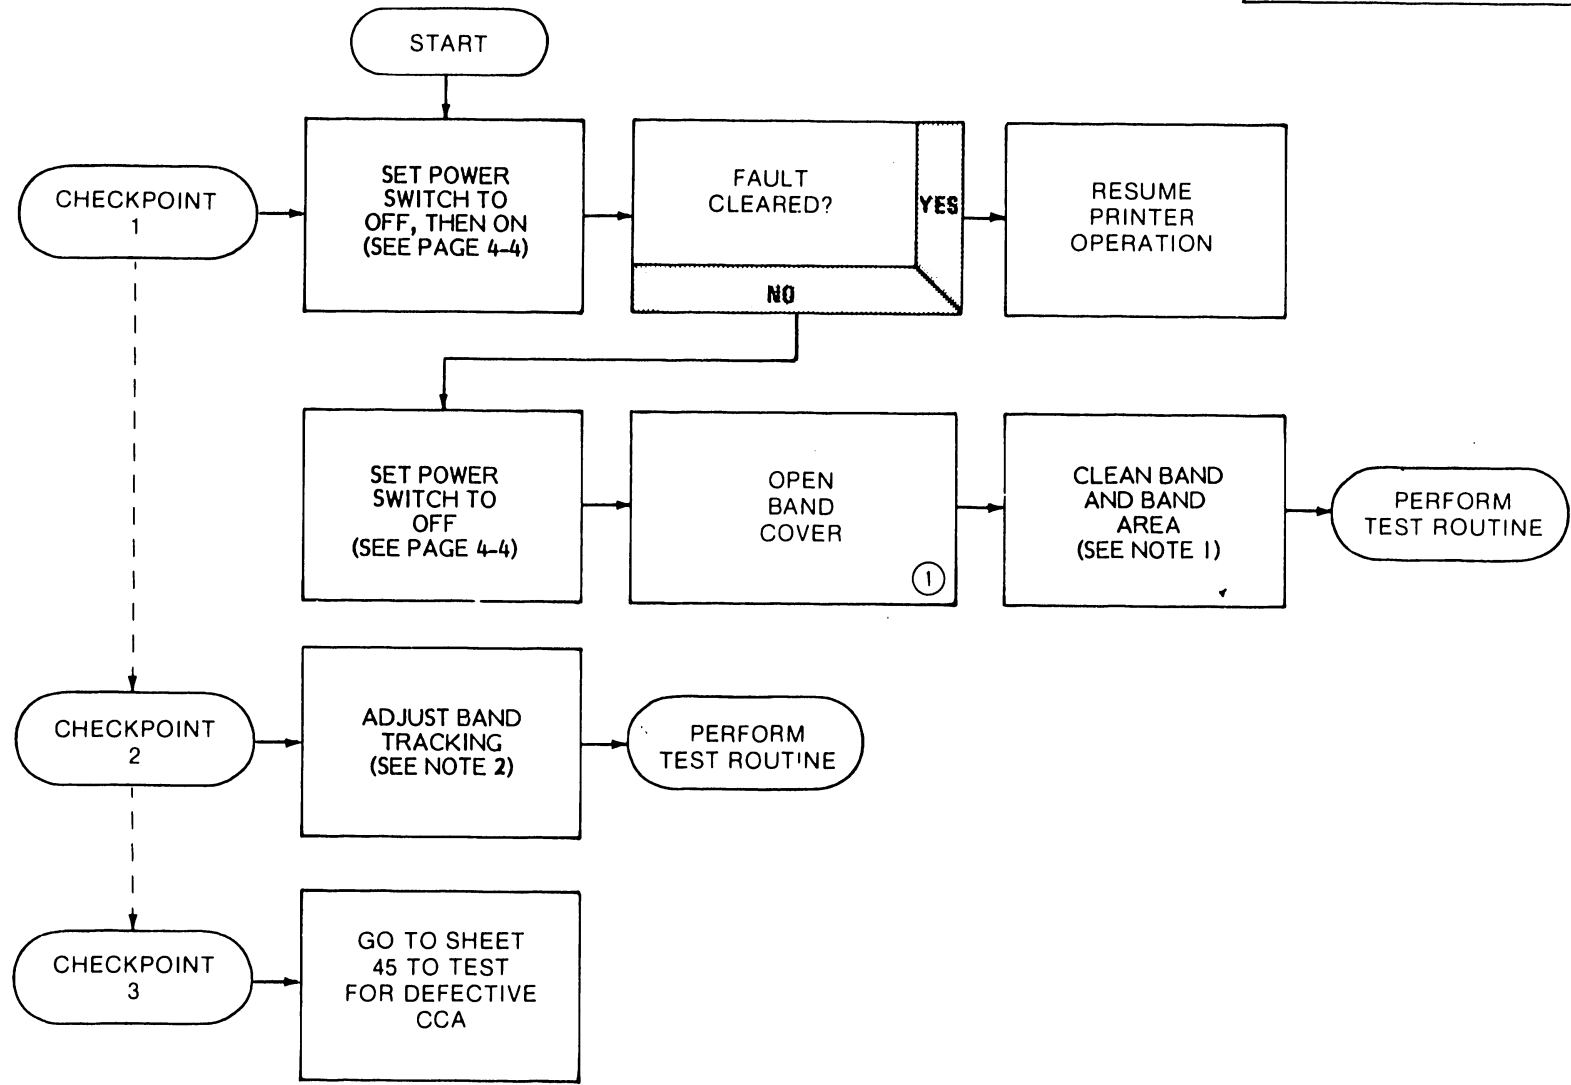 START
CHECKPOINT
1
SET POWER
SWITCH TO
OFF, THEN ON
(SEE PAGE 4-4)
FAULT
CLEARED?
YES
NO
RESUME
PRINTER
OPERATION
SET POWER
SWITCH TO
OFF
(SEE PAGE 4-4)
OPEN
BAND
COVER
1
CLEAN BAND
AND BAND
AREA
(SEE NOTE 1)
PERFORM
TEST ROUTINE
CHECKPOINT
2
ADJUST BAND
TRACKING
(SEE NOTE 2)
PERFORM
TEST ROUTINE
CHECKPOINT
3
GO TO SHEET
45 TO TEST
FOR DEFECTIVE
CCA